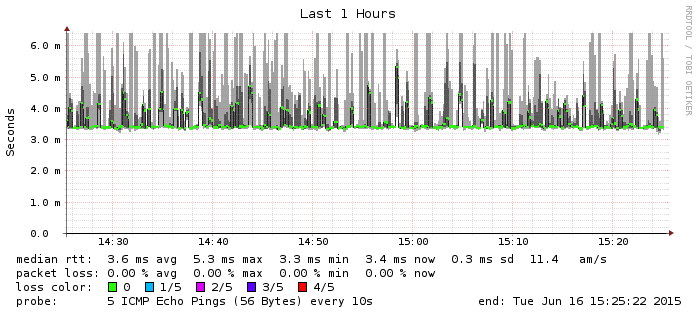 Last 1 Hours
RRDTOOL / TOBI OETIKER
Seconds
6.0 m
5.0 m
4.0 m
3.0 m
2.0 m
1.0 m
0.0
14:30 14:40 14:50 15:00 15:10 15:20
median rtt: 3.6 ms avg 5.3 ms max 3.3 ms min 3.4 ms now 0.3 ms sd 11.4 am/s
packet loss: 0.00 % avg 0.00 % max 0.00 % min 0.00 % now
loss color: 0 1/5 2/5 3/5 4/5
probe: 5 ICMP Echo Pings (56 Bytes) every 10s end: Tue Jun 16 15:25:22 2015